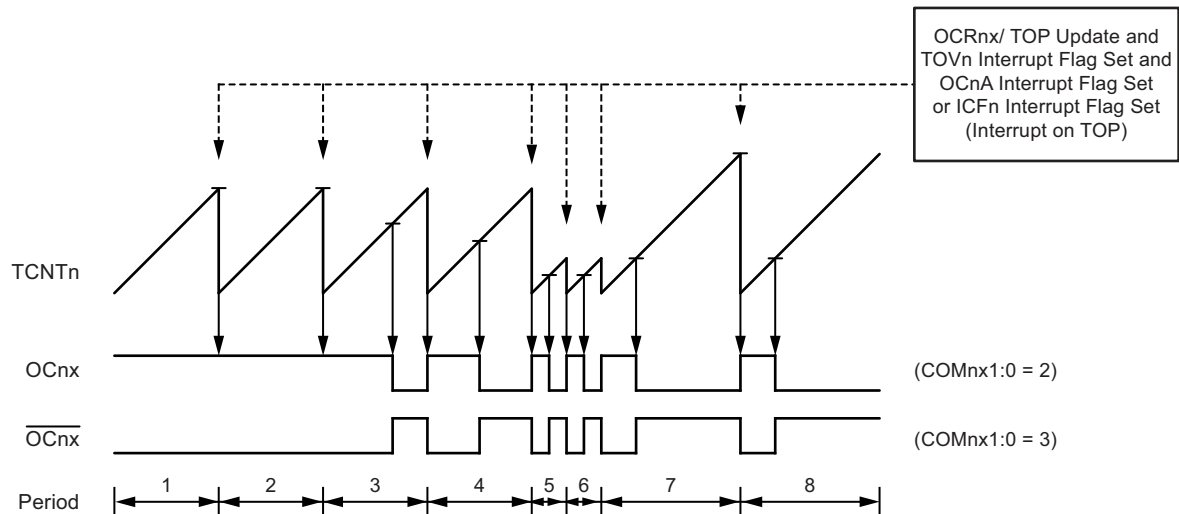 OCRnx/ TOP Update and
TOVn Interrupt Flag Set and
OCnA Interrupt Flag Set
or ICFn Interrupt Flag Set
(Interrupt on TOP)
TCNTn
OCnx
(COMnx1:0 = 2)
OCnx
(COMnx1:0 = 3)
Period
1
2
3
4
5
6
7
8